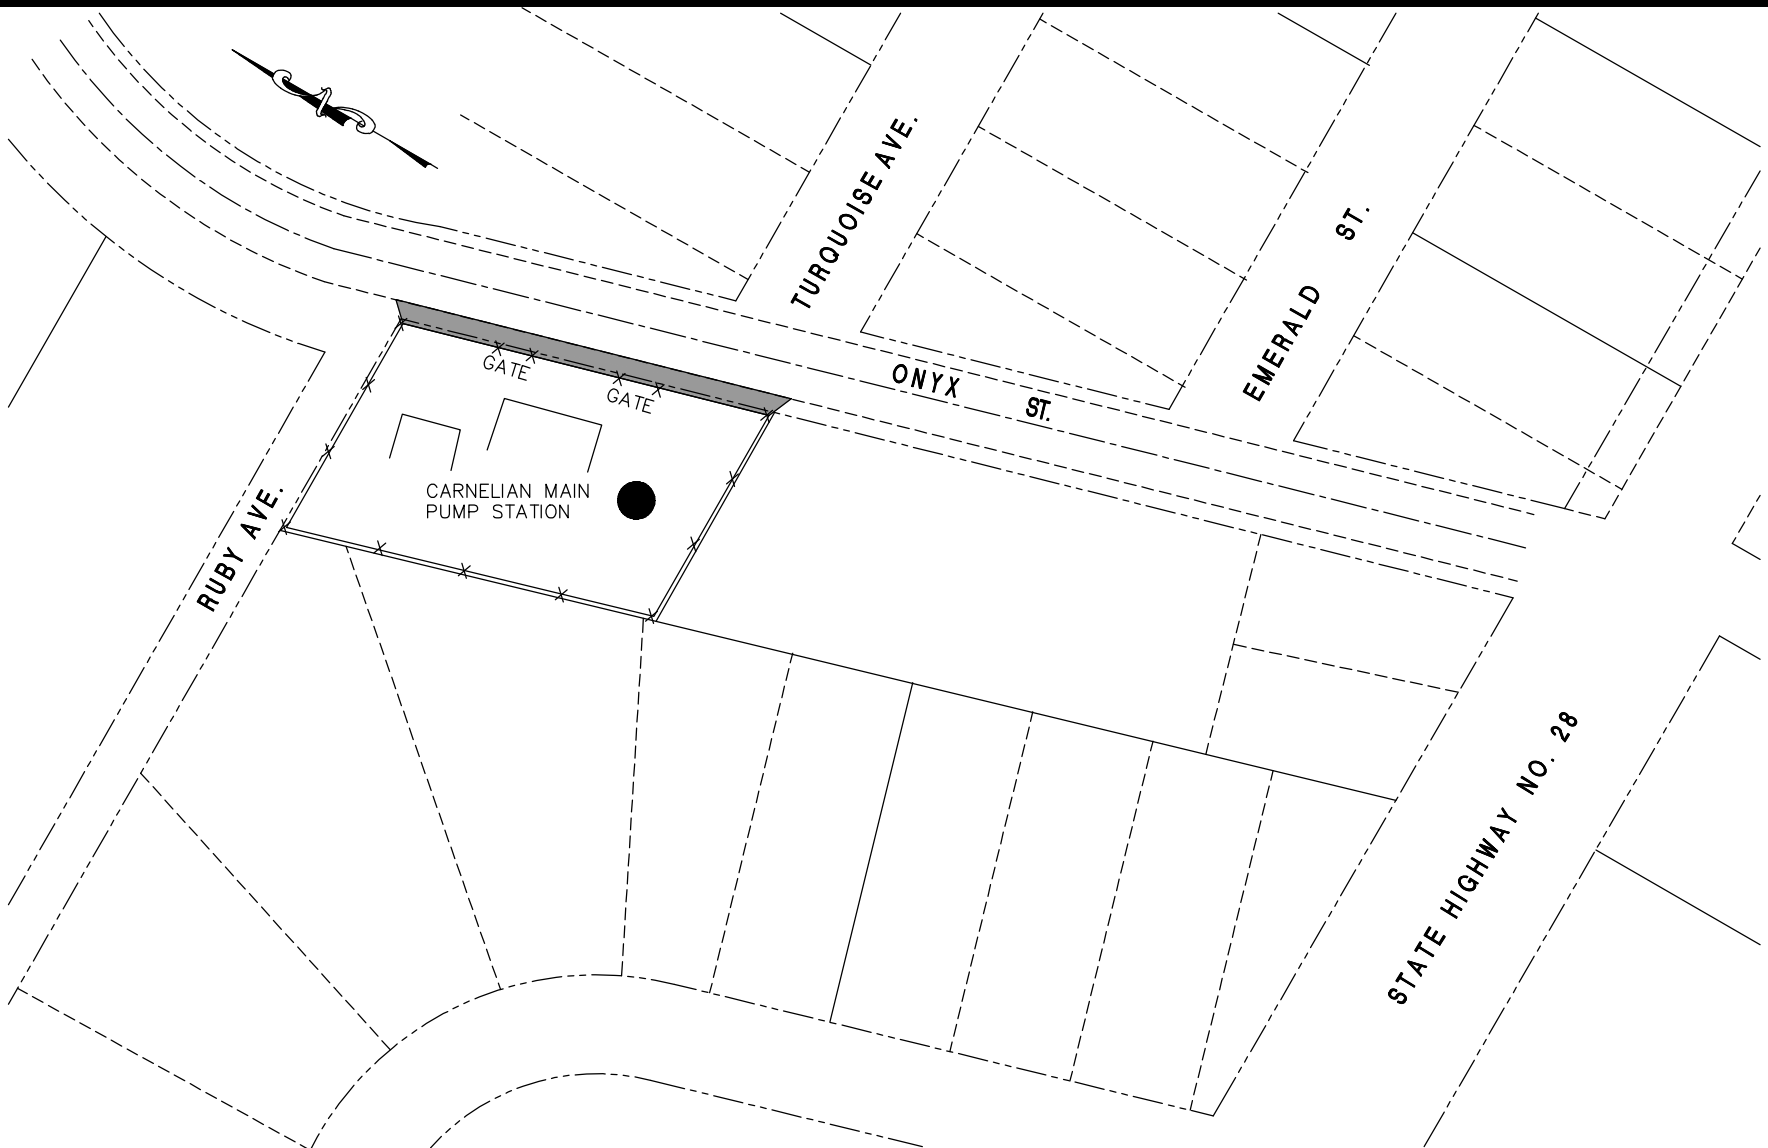 TURQUOISE AVE.
EMERALD ST.
GATE
GATE
ONYX ST.
CARNELIAN MAIN
PUMP STATION
RUBY AVE.
STATE HIGHWAY NO. 28